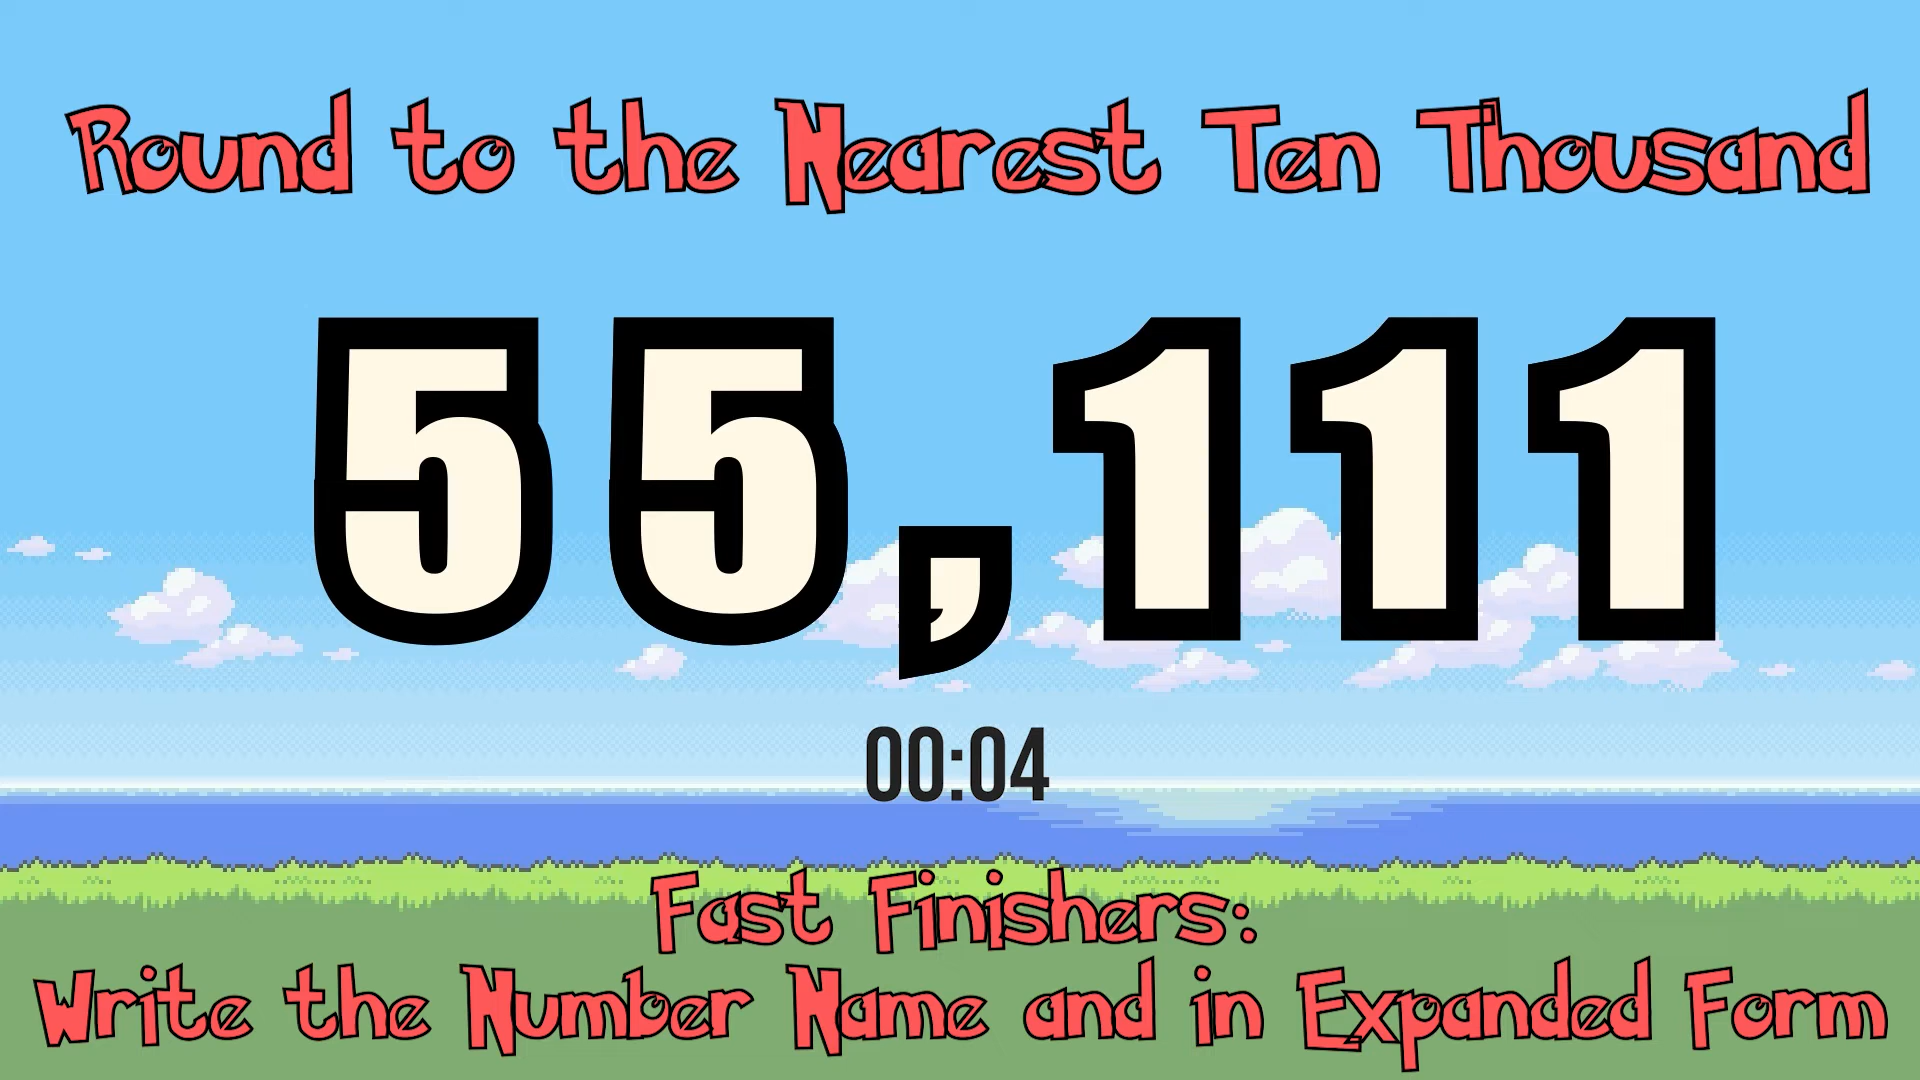 Round to the Nearest Ten Thousand
55,111
00:04
Fast Finishers:
Write the Number Name and in Expanded Form